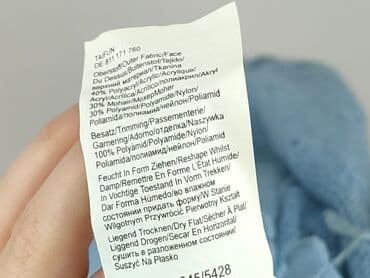 TAIFUN
DE 811 171 760
Oberstoff/Outer Fabric/Face
Du Dessus/Buitenstof/Tejido/
верхний материал/Tkanina
40% Polyacryl/Acrylic/Acrylique/
Acryl/Acrílica/Acrilico/полиакрил/Akryl
30% Mohair/Мохер/Moher
30% Polyamid/Polyamide/Nylon/
Poliamida/полиамид/нейлон/Poliamid
Besatz/Trimming/Passementerie/
Garnering/Adorno/отделка/Naszywka
100% Polyamid/Polyamide/Nylon/
Poliamida/полиамид/нейлон/Poliamid
Feucht In Form Ziehen/Reshape Whilst
Damp/Remettre En Forme L'État Humide/
In Vochtige Toestand In Vorm Trekken/
Dar Forma Húmedo/во влажном
состоянии придать форму/W Stanie
Wilgotnym Przywrócić Pierwotny Kształt
Liegend Trocknen/Dry Flat/Sécher À Plat/
Liggend Drogen/Secar En Horizontal/
сушить в разложенном состоянии/
Suszyć Na Płasko
5428